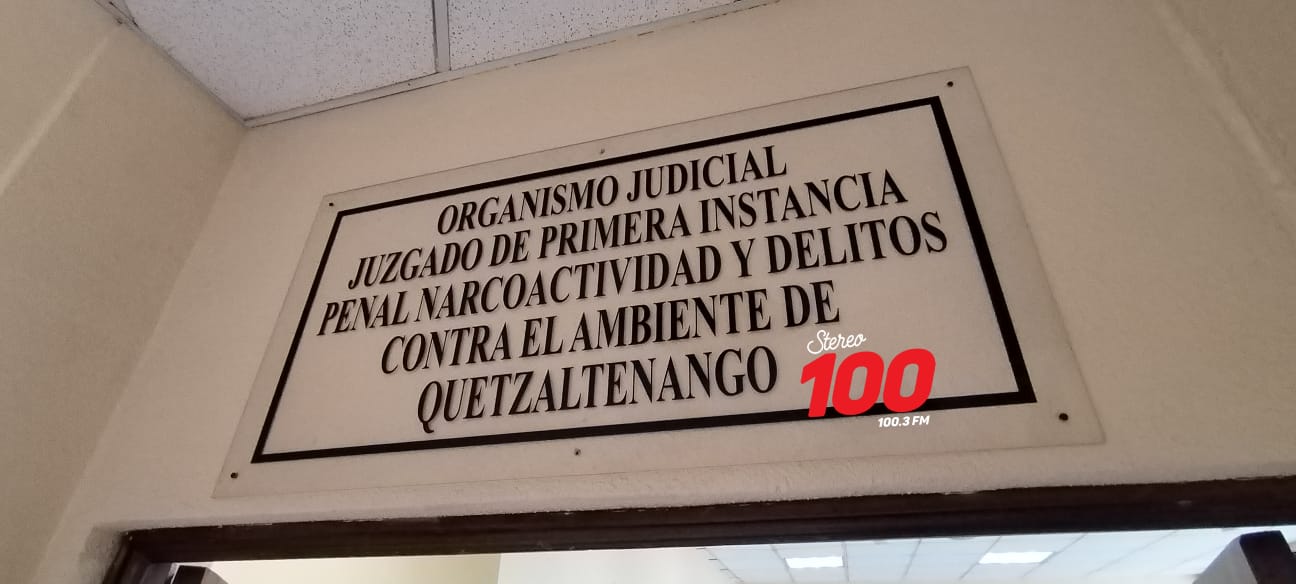 ORGANISMO JUDICIAL
JUZGADO DE PRIMERA INSTANCIA
PENAL NARCOACTIVIDAD Y DELITOS
CONTRA EL AMBIENTE DE
QUETZALTENANGO
Stereo
100
100.3 FM